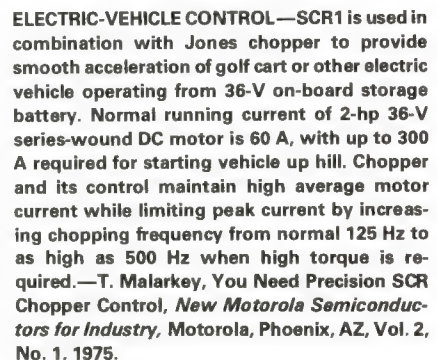 ELECTRIC-VEHICLE CONTROL—SCR1 is used in
combination with Jones chopper to provide
smooth acceleration of golf cart or other electric
vehicle operating from 36-V on-board storage
battery. Normal running current of 2-hp 36-V
series-wound DC motor is 60 A, with up to 300
A required for starting vehicle up hill. Chopper
and its control maintain high average motor
current while limiting peak current by increas-
ing chopping frequency from normal 125 Hz to
as high as 500 Hz when high torque is re-
quired.—T. Malarkey, You Need Precision SCR
Chopper Control, New Motorola Semiconduc-
tors for Industry, Motorola, Phoenix, AZ, Vol. 2,
No. 1, 1975.